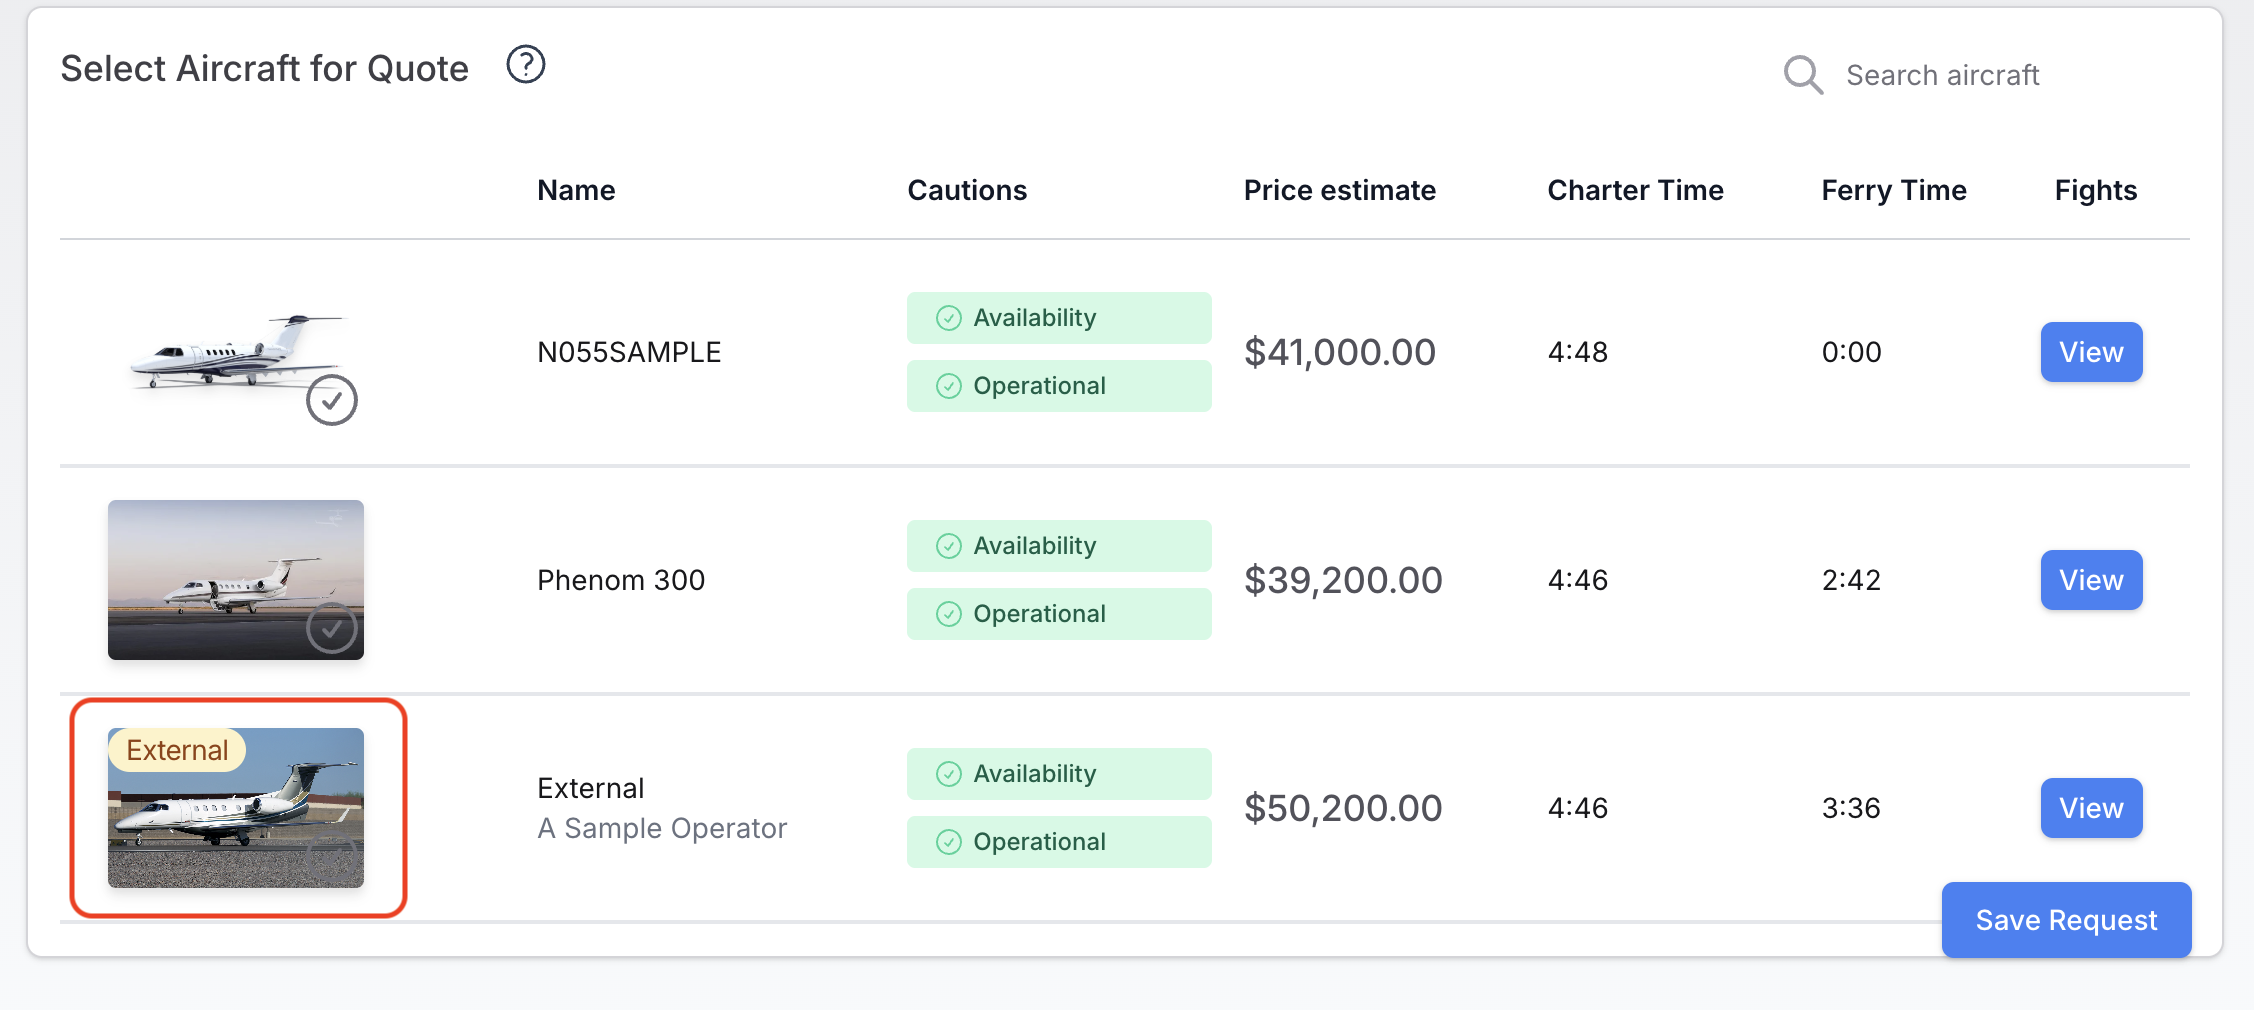 Select Aircraft for Quote
Search aircraft
Name Cautions Price estimate Charter Time Ferry Time Fights
N055SAMPLE Availability Operational $41,000.00 4:48 0:00 View
Phenom 300 Availability Operational $39,200.00 4:46 2:42 View
External
External A Sample Operator Availability Operational $50,200.00 4:46 3:36 View
Save Request